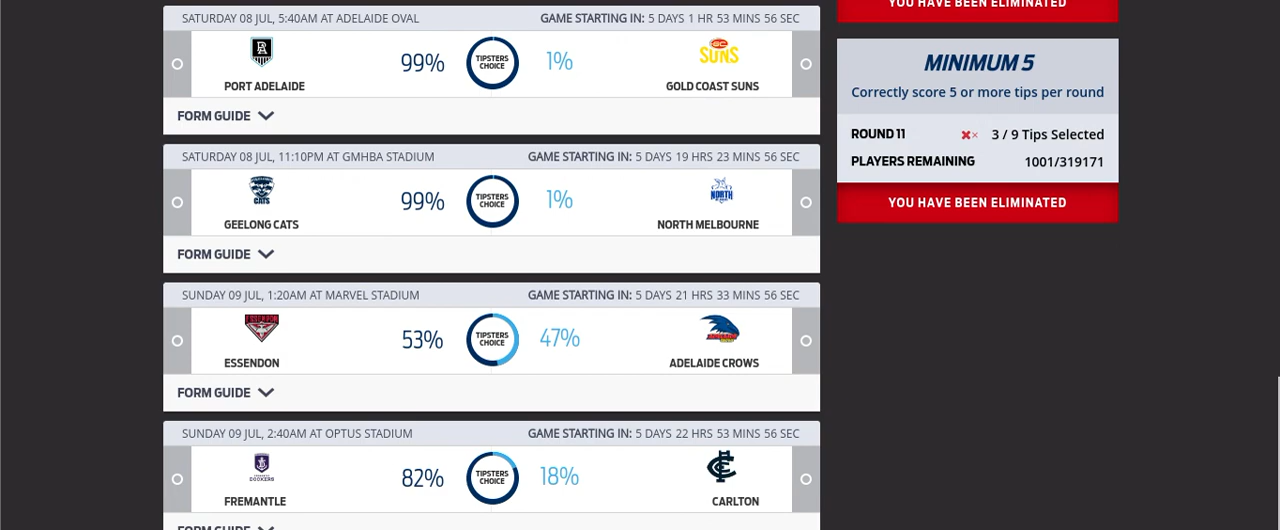 SATURDAY 08 JUL, 5:40AM AT ADELAIDE OVAL GAME STARTING IN: 5 DAYS 1 HR 53 MINS 56 SEC
99% TIPSTERS CHOICE 1%
SUNS
PORT ADELAIDE GOLD COAST SUNS
FORM GUIDE
SATURDAY 08 JUL, 11:10PM AT GMHBA STADIUM GAME STARTING IN: 5 DAYS 19 HRS 23 MINS 56 SEC
CATS 99% TIPSTERS CHOICE 1% NORTH
GEELONG CATS NORTH MELBOURNE
FORM GUIDE
SUNDAY 09 JUL, 1:20AM AT MARVEL STADIUM GAME STARTING IN: 5 DAYS 21 HRS 33 MINS 56 SEC
53% TIPSTERS CHOICE 47%
ESSENDON ADELAIDE CROWS
FORM GUIDE
SUNDAY 09 JUL, 2:40AM AT OPTUS STADIUM GAME STARTING IN: 5 DAYS 22 HRS 53 MINS 56 SEC
82% TIPSTERS CHOICE 18%
FREMANTLE CARLTON
FORM GUIDE
YOU HAVE BEEN ELIMINATED
MINIMUM 5
Correctly score 5 or more tips per round
ROUND 11 3 / 9 Tips Selected
PLAYERS REMAINING 1001/319171
YOU HAVE BEEN ELIMINATED